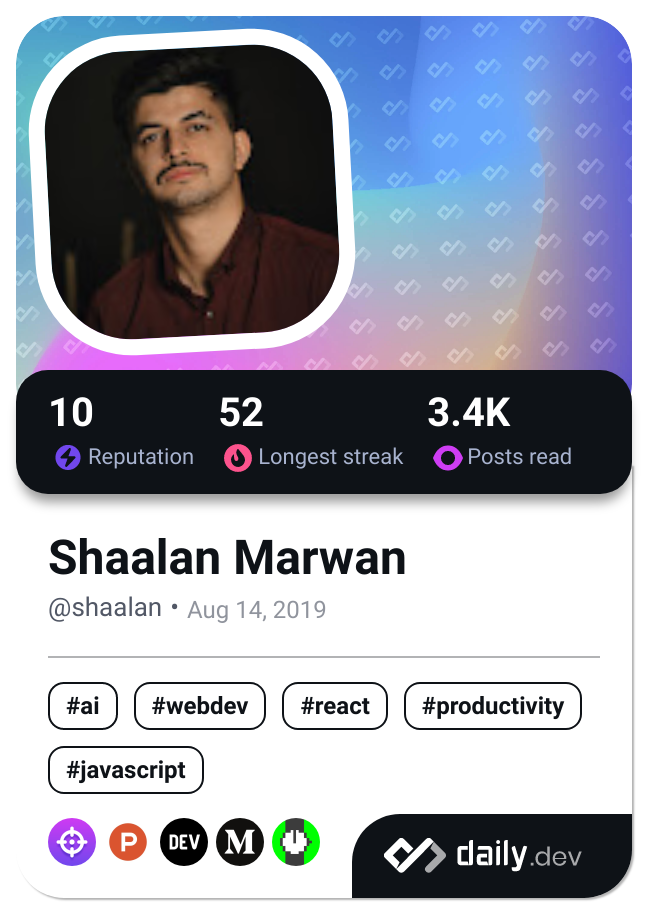 10 52 3.4K
Reputation Longest streak Posts read
Shaalan Marwan
@shaalan • Aug 14, 2019
#ai #webdev #react #productivity
#javascript
P DEV M daily.dev